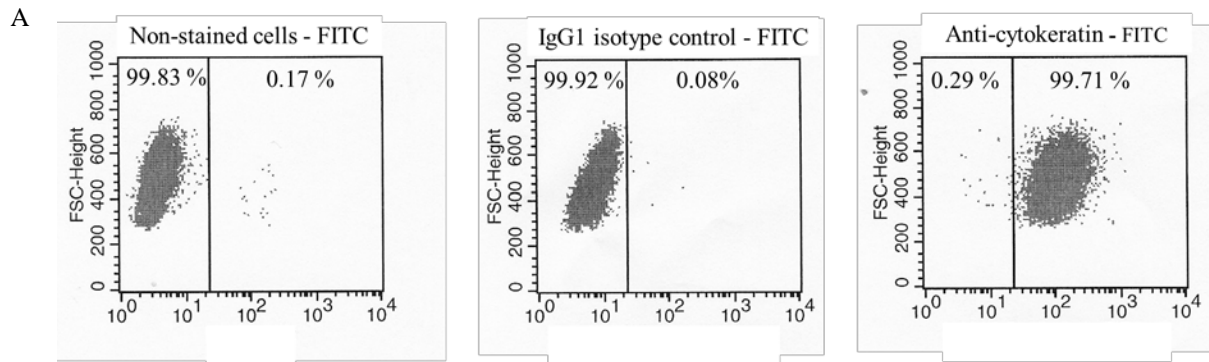 A
Non-stained cells - FITC
99.83 %
0.17 %
FSC-Height
0 200 400 600 800 1000
10^0 10^1 10^2 10^3 10^4
IgG1 isotype control - FITC
99.92 %
0.08%
FSC-Height
0 200 400 600 800 1000
10^0 10^1 10^2 10^3 10^4
Anti-cytokeratin - FITC
0.29 %
99.71 %
FSC-Height
0 200 400 600 800 1000
10^0 10^1 10^2 10^3 10^4